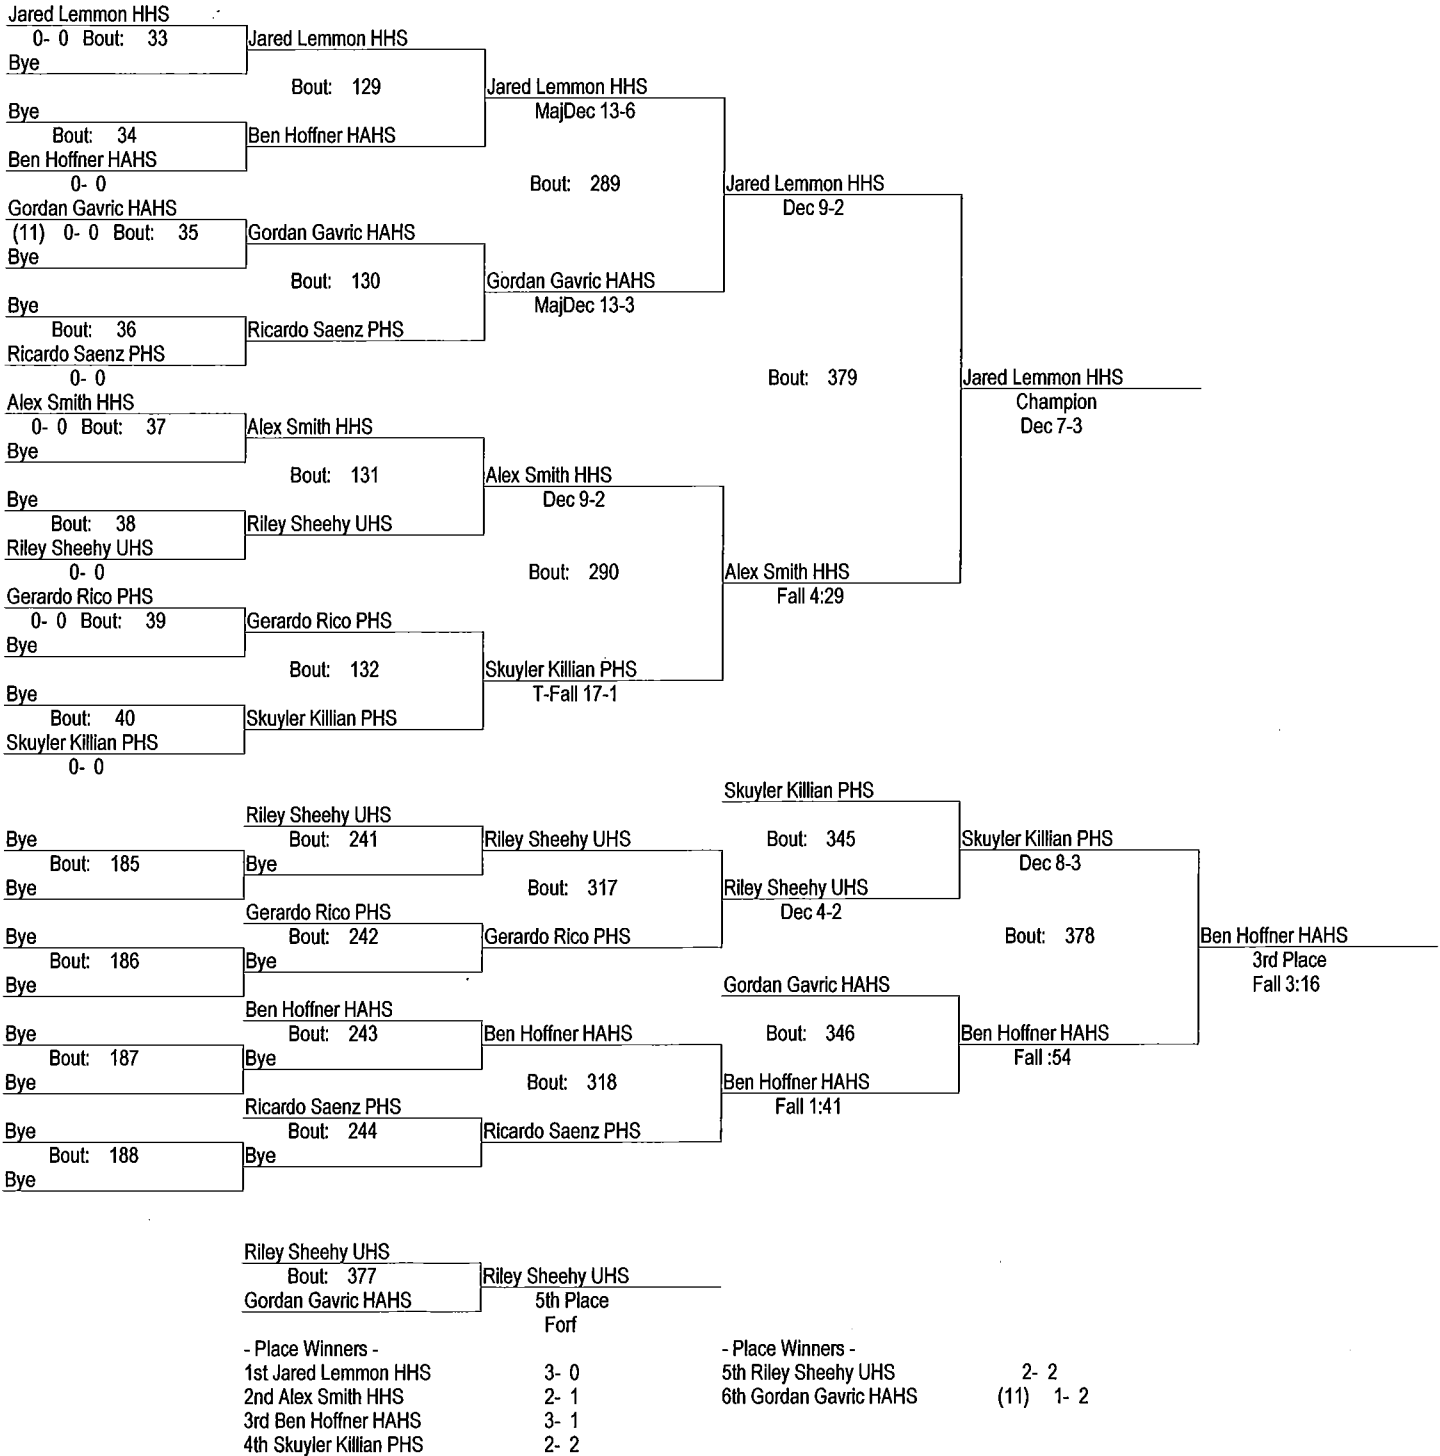 Jared Lemmon HHS
0- 0 Bout: 33
Bye
Jared Lemmon HHS
Bout: 129
Bye
Bout: 34
Ben Hoffner HAHS
0- 0
Ben Hoffner HAHS
Jared Lemmon HHS
MajDec 13-6
Bout: 289
Gordan Gavric HAHS
(11) 0- 0 Bout: 35
Bye
Gordan Gavric HAHS
Bout: 130
Bye
Bout: 36
Ricardo Saenz PHS
0- 0
Ricardo Saenz PHS
Gordan Gavric HAHS
MajDec 13-3
Jared Lemmon HHS
Dec 9-2
Bout: 379
Jared Lemmon HHS
Champion
Dec 7-3
Alex Smith HHS
0- 0 Bout: 37
Bye
Alex Smith HHS
Bout: 131
Bye
Bout: 38
Riley Sheehy UHS
0- 0
Riley Sheehy UHS
Alex Smith HHS
Dec 9-2
Bout: 290
Alex Smith HHS
Fall 4:29
Gerardo Rico PHS
0- 0 Bout: 39
Bye
Gerardo Rico PHS
Bout: 132
Bye
Bout: 40
Skuyler Killian PHS
0- 0
Skuyler Killian PHS
Skuyler Killian PHS
T-Fall 17-1
Bye
Bout: 185
Bye
Riley Sheehy UHS
Bout: 241
Bye
Riley Sheehy UHS
Bout: 317
Bye
Bout: 186
Bye
Gerardo Rico PHS
Bout: 242
Bye
Gerardo Rico PHS
Skuyler Killian PHS
Bout: 345
Riley Sheehy UHS
Dec 4-2
Skuyler Killian PHS
Dec 8-3
Bout: 378
Ben Hoffner HAHS
3rd Place
Fall 3:16
Bye
Bout: 187
Bye
Ben Hoffner HAHS
Bout: 243
Bye
Ben Hoffner HAHS
Bout: 318
Bye
Bout: 188
Bye
Ricardo Saenz PHS
Bout: 244
Bye
Ricardo Saenz PHS
Gordan Gavric HAHS
Bout: 346
Ben Hoffner HAHS
Fall 1:41
Ben Hoffner HAHS
Fall :54
Riley Sheehy UHS
Bout: 377
Gordan Gavric HAHS
Riley Sheehy UHS
5th Place
Forf
- Place Winners -
1st Jared Lemmon HHS 3- 0
2nd Alex Smith HHS 2- 1
3rd Ben Hoffner HAHS 3- 1
4th Skuyler Killian PHS 2- 2
- Place Winners -
5th Riley Sheehy UHS 2- 2
6th Gordan Gavric HAHS (11) 1- 2